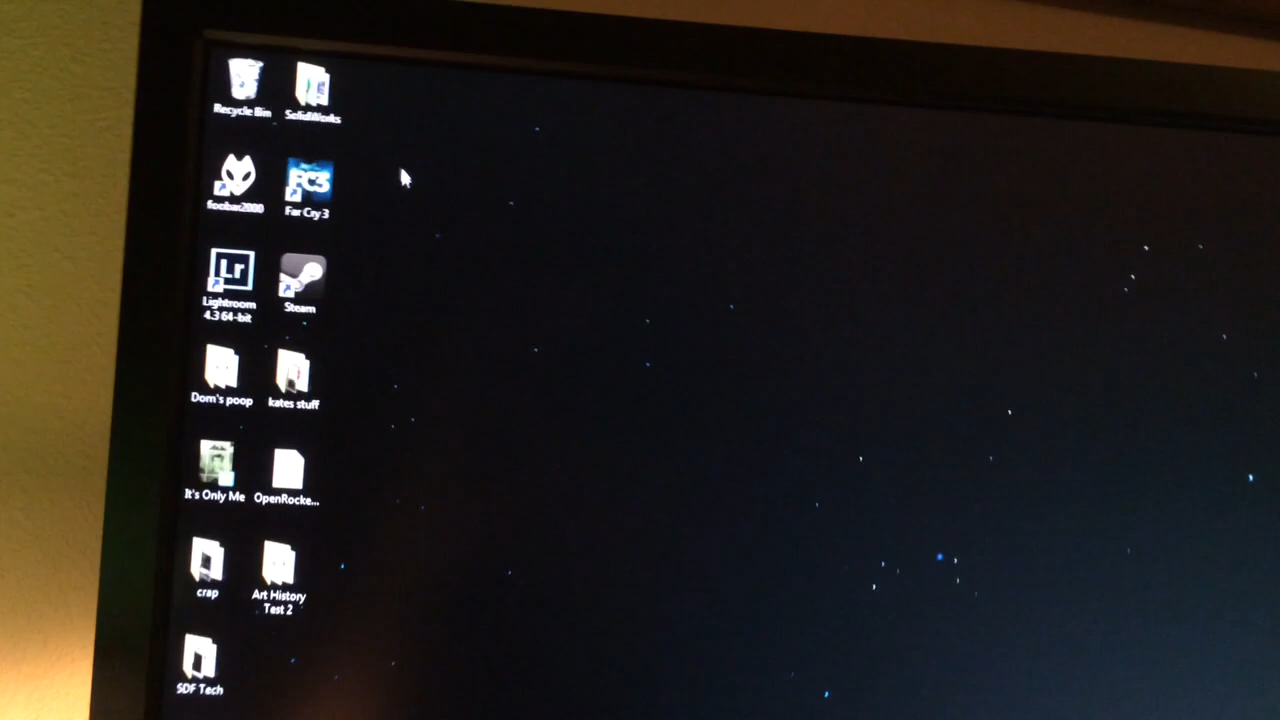 Recycle Bin
SolidWorks
foobar2000
FC3
Far Cry 3
Lr
Lightroom
4.3 64-bit
Steam
Dom's poop
kates stuff
It's Only Me
OpenRocke...
crap
Art History
Test 2
SDF Tech